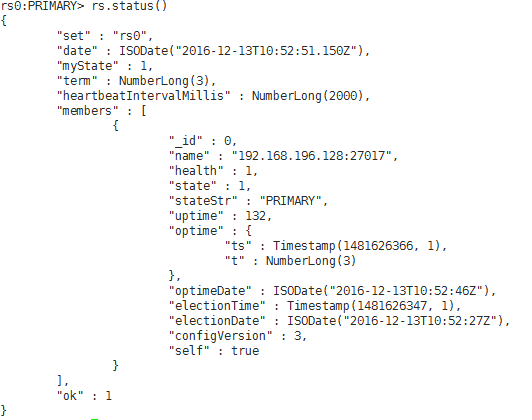 rs0:PRIMARY> rs.status()
{
        "set" : "rs0",
        "date" : ISODate("2016-12-13T10:52:51.150Z"),
        "myState" : 1,
        "term" : NumberLong(3),
        "heartbeatIntervalMillis" : NumberLong(2000),
        "members" : [
                {
                        "_id" : 0,
                        "name" : "192.168.196.128:27017",
                        "health" : 1,
                        "state" : 1,
                        "stateStr" : "PRIMARY",
                        "uptime" : 132,
                        "optime" : {
                                "ts" : Timestamp(1481626366, 1),
                                "t" : NumberLong(3)
                        },
                        "optimeDate" : ISODate("2016-12-13T10:52:46Z"),
                        "electionTime" : Timestamp(1481626347, 1),
                        "electionDate" : ISODate("2016-12-13T10:52:27Z"),
                        "configVersion" : 3,
                        "self" : true
                }
        ],
        "ok" : 1
}